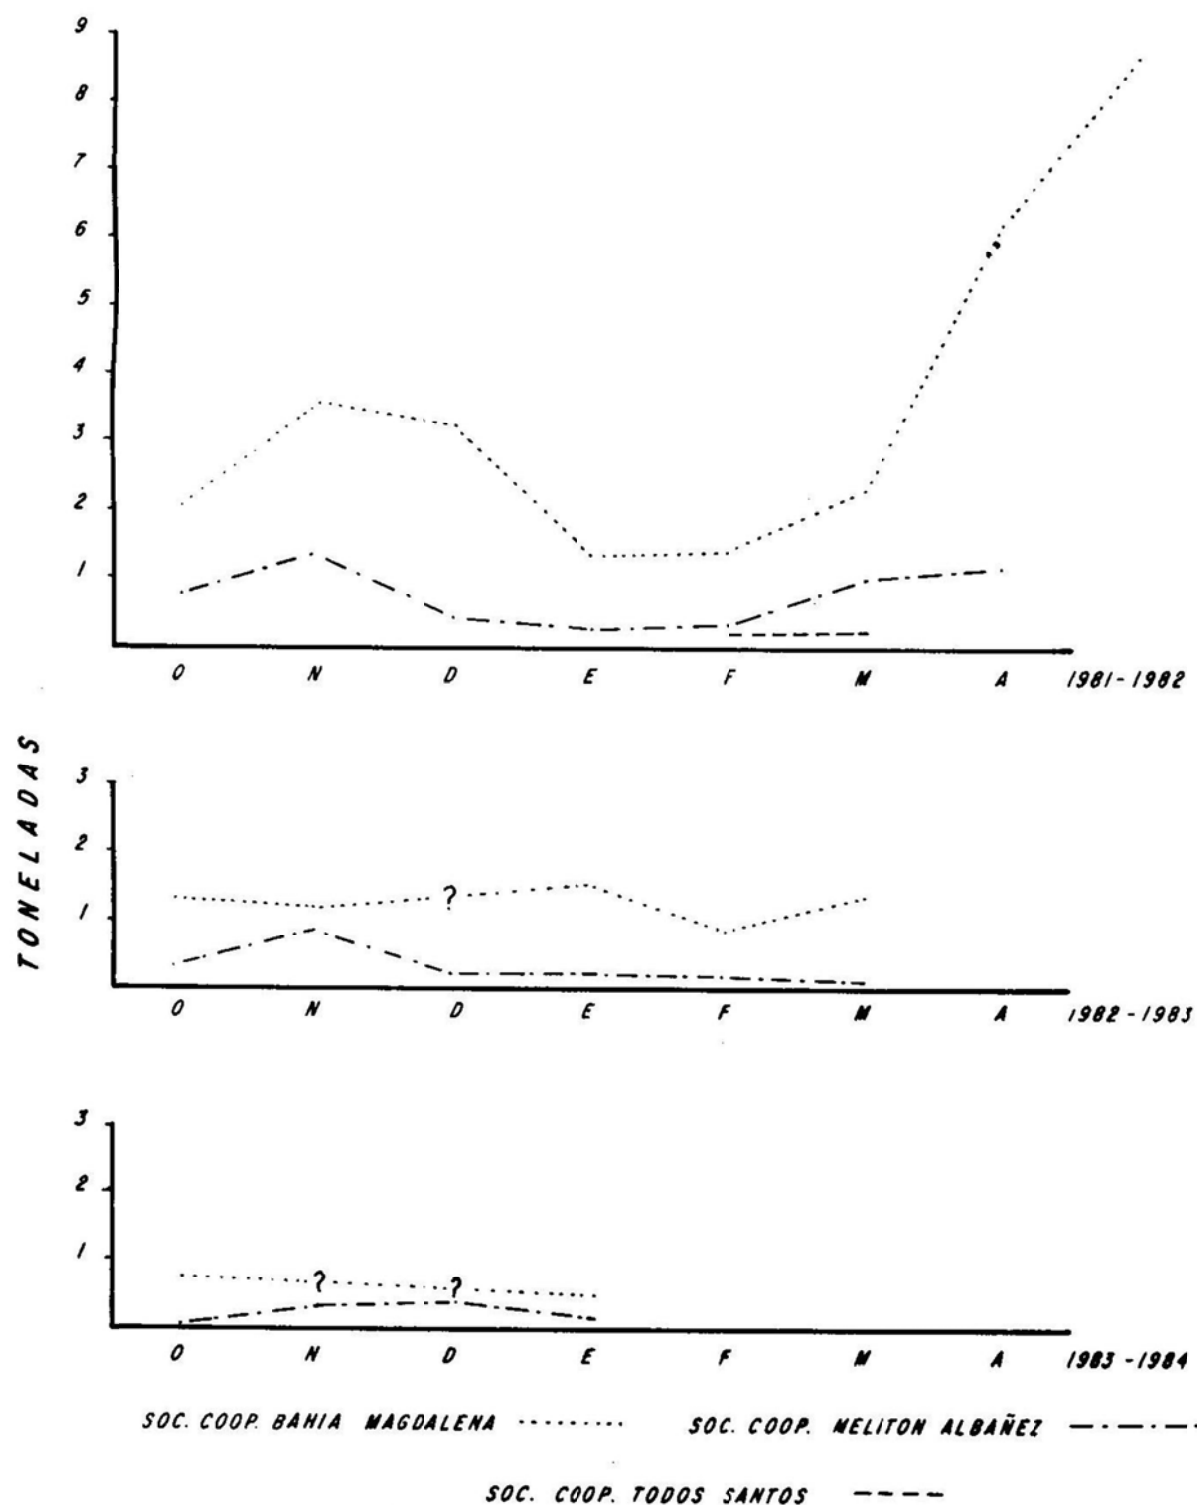 9
8
7
6
5
4
3
2
1
O N D E F M A 1981-1982
TONELADAS
3
2
1
?
O N D E F M A 1982-1983
3
2
1
? ?
O N D E F M A 1983-1984
SOC. COOP. BAHIA MAGDALENA SOC. COOP. MELITON ALBAÑEZ
SOC. COOP. TODOS SANTOS